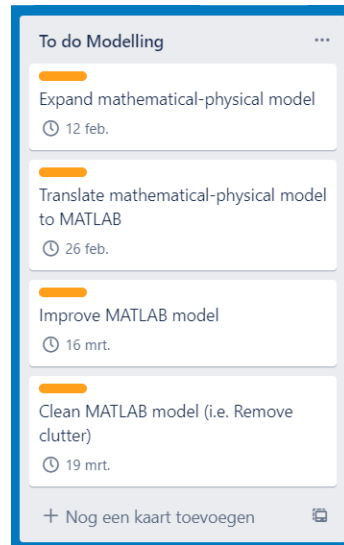 To do Modelling
Expand mathematical-physical model
12 feb.
Translate mathematical-physical model
to MATLAB
26 feb.
Improve MATLAB model
16 mrt.
Clean MATLAB model (i.e. Remove
clutter)
19 mrt.
+ Nog een kaart toevoegen